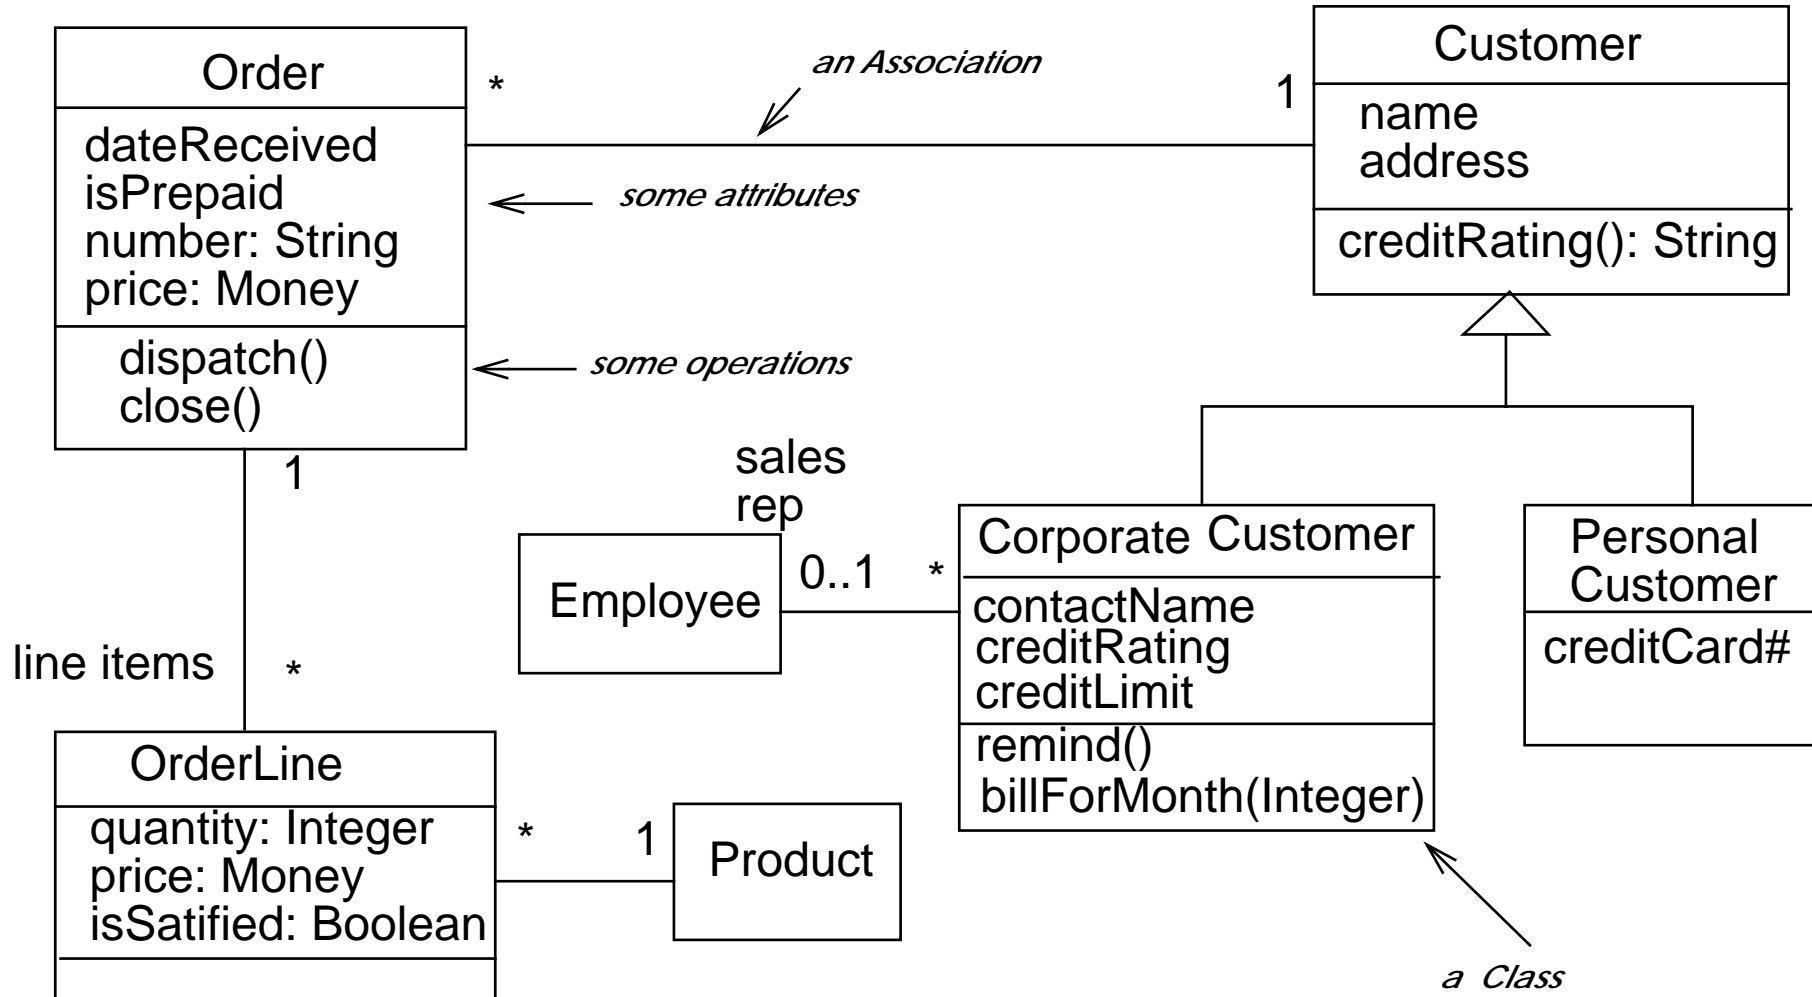 Order
*
an Association
1
Customer
dateReceived
isPrepaid
number: String
price: Money
some attributes
name
address
creditRating(): String
dispatch()
close()
some operations
1
sales
rep
Employee
0..1
*
Corporate Customer
contactName
creditRating
creditLimit
remind()
billForMonth(Integer)
Personal
Customer
creditCard#
line items
*
OrderLine
quantity: Integer
price: Money
isSatified: Boolean
*
1
Product
a Class